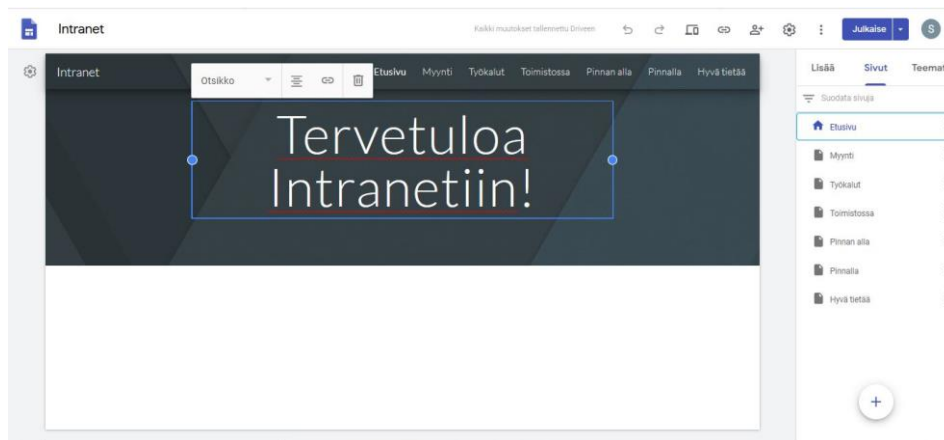 Intranet
Kaikki muutokset tallennettu Driveen
Julkaise
S
Intranet
Otsikko
Etusivu Myynti Työkalut Toimistossa Pinnan alla Pinnalla Hyvä tietää
Tervetuloa
Intranetiin!
Lisää Sivut Teemat
Suodata sivuja
Etusivu
Myynti
Työkalut
Toimistossa
Pinnan alla
Pinnalla
Hyvä tietää